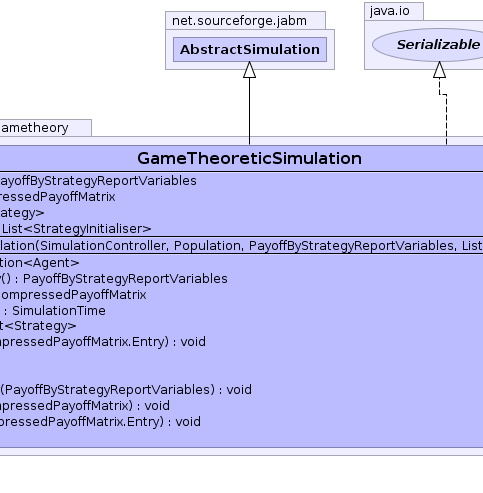 net.sourceforge.jabm
java.io
AbstractSimulation
Serializable
ametheory
GameTheoreticSimulation
ayoffByStrategyReportVariables
ressedPayoffMatrix
ategy>
List<StrategyInitialiser>
lation(SimulationController, Population, PayoffByStrategyReportVariables, List
tion<Agent>
() : PayoffByStrategyReportVariables
ompressedPayoffMatrix
: SimulationTime
t<Strategy>
pressedPayoffMatrix.Entry) : void
(PayoffByStrategyReportVariables) : void
pressedPayoffMatrix) : void
pressedPayoffMatrix.Entry) : void